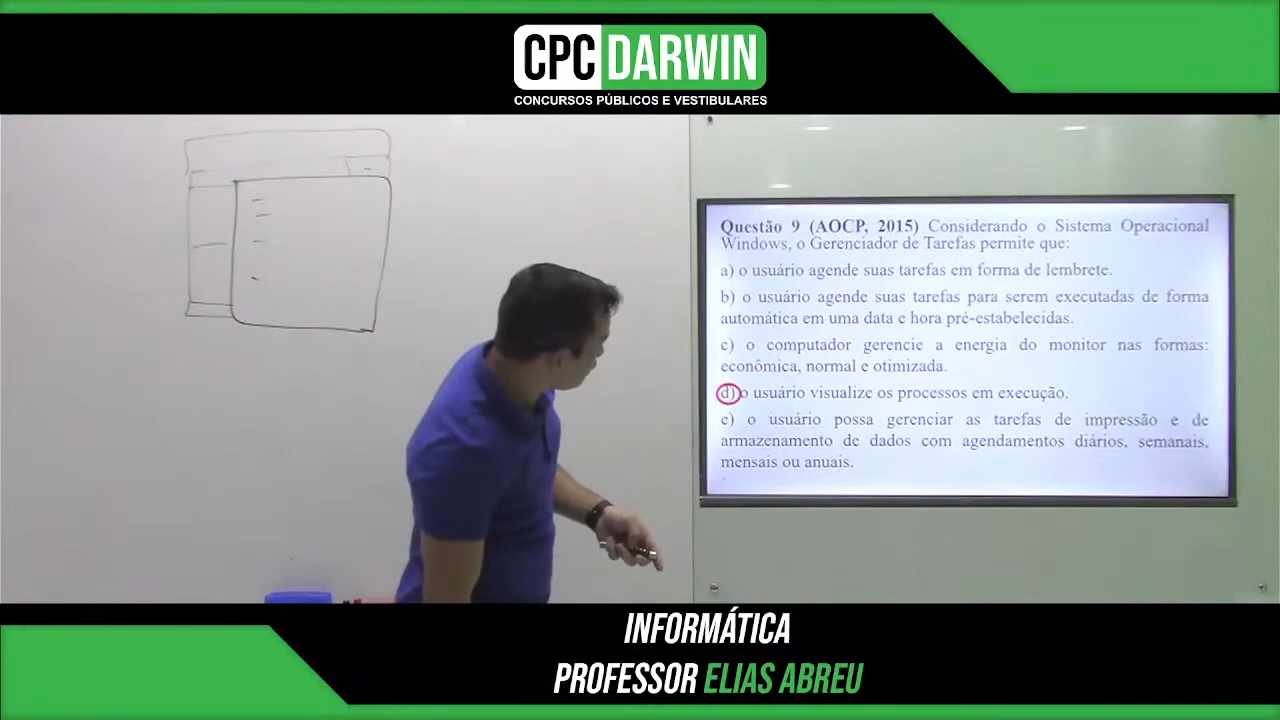 CPC DARWIN
CONCURSOS PÚBLICOS E VESTIBULARES
Questão 9 (AOCP, 2015) Considerando o Sistema Operacional
Windows, o Gerenciador de Tarefas permite que:
a) o usuário agende suas tarefas em forma de lembrete.
b) o usuário agende suas tarefas para serem executadas de forma
automática em uma data e hora pré-estabelecidas.
c) o computador gerencie a energia do monitor nas formas:
econômica, normal e otimizada.
d) o usuário visualize os processos em execução.
e) o usuário possa gerenciar as tarefas de impressão e de
armazenamento de dados com agendamentos diários, semanais,
mensais ou anuais.
INFORMÁTICA
PROFESSOR ELIAS ABREU